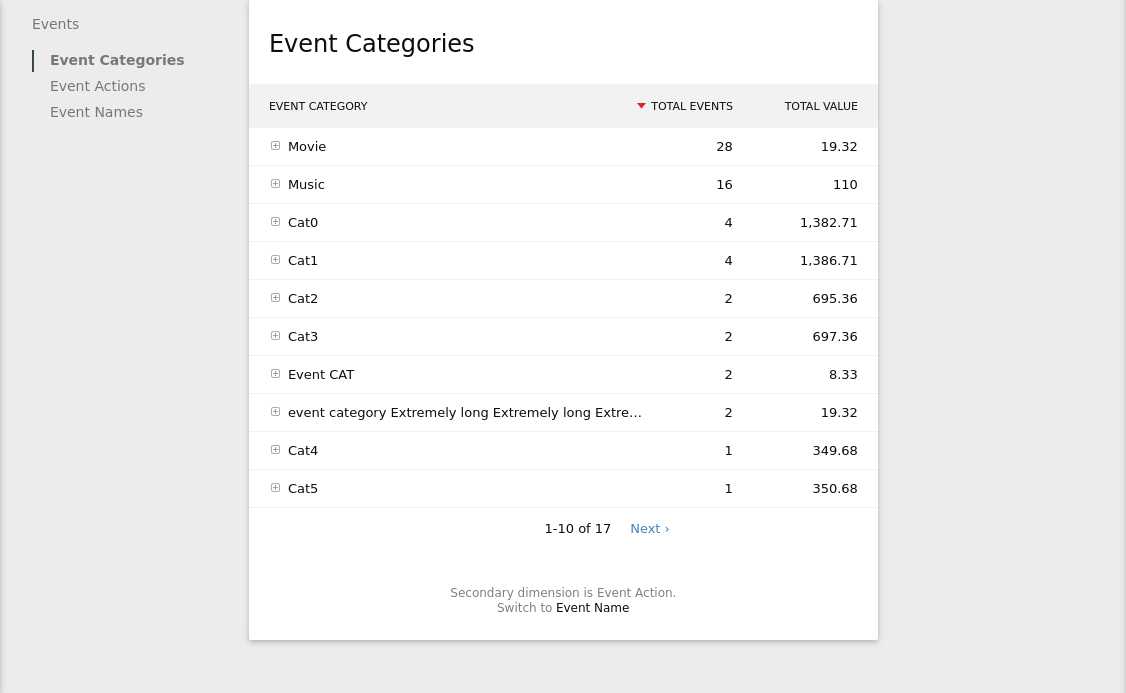 Events
Event Categories
Event Actions
Event Names
Event Categories
EVENT CATEGORY TOTAL EVENTS TOTAL VALUE
Movie 28 19.32
Music 16 110
Cat0 4 1,382.71
Cat1 4 1,386.71
Cat2 2 695.36
Cat3 2 697.36
Event CAT 2 8.33
event category Extremely long Extremely long Extre... 2 19.32
Cat4 1 349.68
Cat5 1 350.68
1-10 of 17 Next ›
Secondary dimension is Event Action.
Switch to Event Name